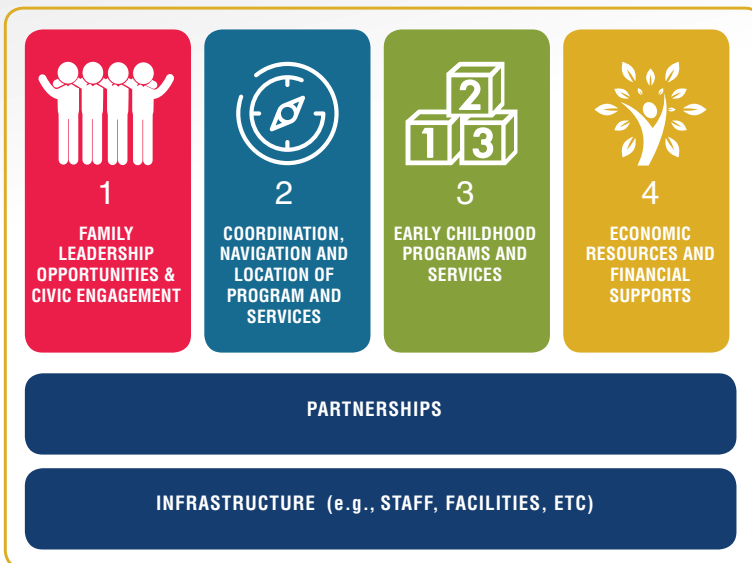 2
1 3
1
FAMILY
LEADERSHIP
OPPORTUNITIES &
CIVIC ENGAGEMENT
2
COORDINATION,
NAVIGATION AND
LOCATION OF
PROGRAM AND
SERVICES
3
EARLY CHILDHOOD
PROGRAMS AND
SERVICES
4
ECONOMIC
RESOURCES AND
FINANCIAL
SUPPORTS
PARTNERSHIPS
INFRASTRUCTURE (e.g., STAFF, FACILITIES, ETC)